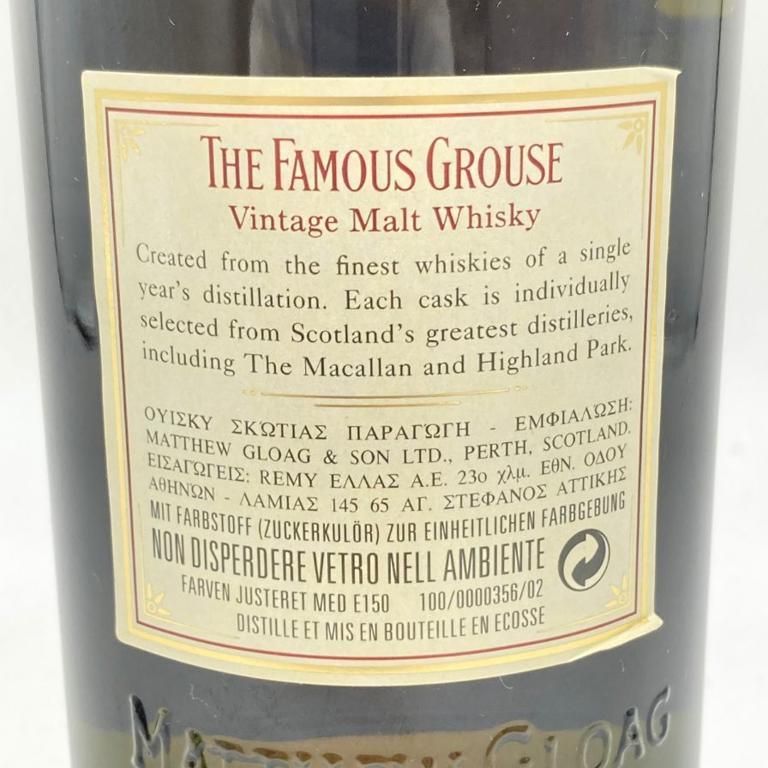 THE FAMOUS GROUSE
Vintage Malt Whisky
Created from the finest whiskies of a single
year's distillation. Each cask is individually
selected from Scotland's greatest distilleries,
including The Macallan and Highland Park.
ΟΥΙΣΚΥ ΣΚΩΤΙΑΣ ΠΑΡΑΓΩΓΗ - ΕΜΦΙΑΛΩΣΗ:
MATTHEW GLOAG & SON LTD., PERTH, SCOTLAND.
ΕΙΣΑΓΩΓΕΙΣ: REMY ΕΛΛΑΣ Α.Ε. 23ο χλμ. ΕΘΝ. ΟΔΟΥ
ΑΘΗΝΩΝ - ΛΑΜΙΑΣ 145 65 ΑΓ. ΣΤΕΦΑΝΟΣ ΑΤΤΙΚΗΣ
MIT FARBSTOFF (ZUCKERKULÖR) ZUR EINHEITLICHEN FARBGEBUNG
NON DISPERDERE VETRO NELL AMBIENTE
FARVEN JUSTERET MED E150 100/0000356/02
DISTILLE ET MIS EN BOUTEILLE EN ECOSSE
MATTHEW GLOAG